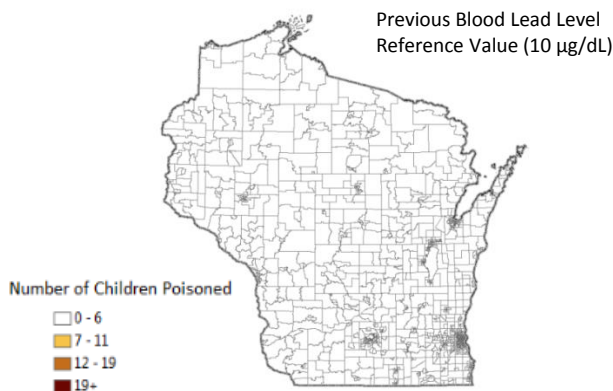 Previous Blood Lead Level
Reference Value (10 µg/dL)
Number of Children Poisoned
0 - 6
7 - 11
12 - 19
19+